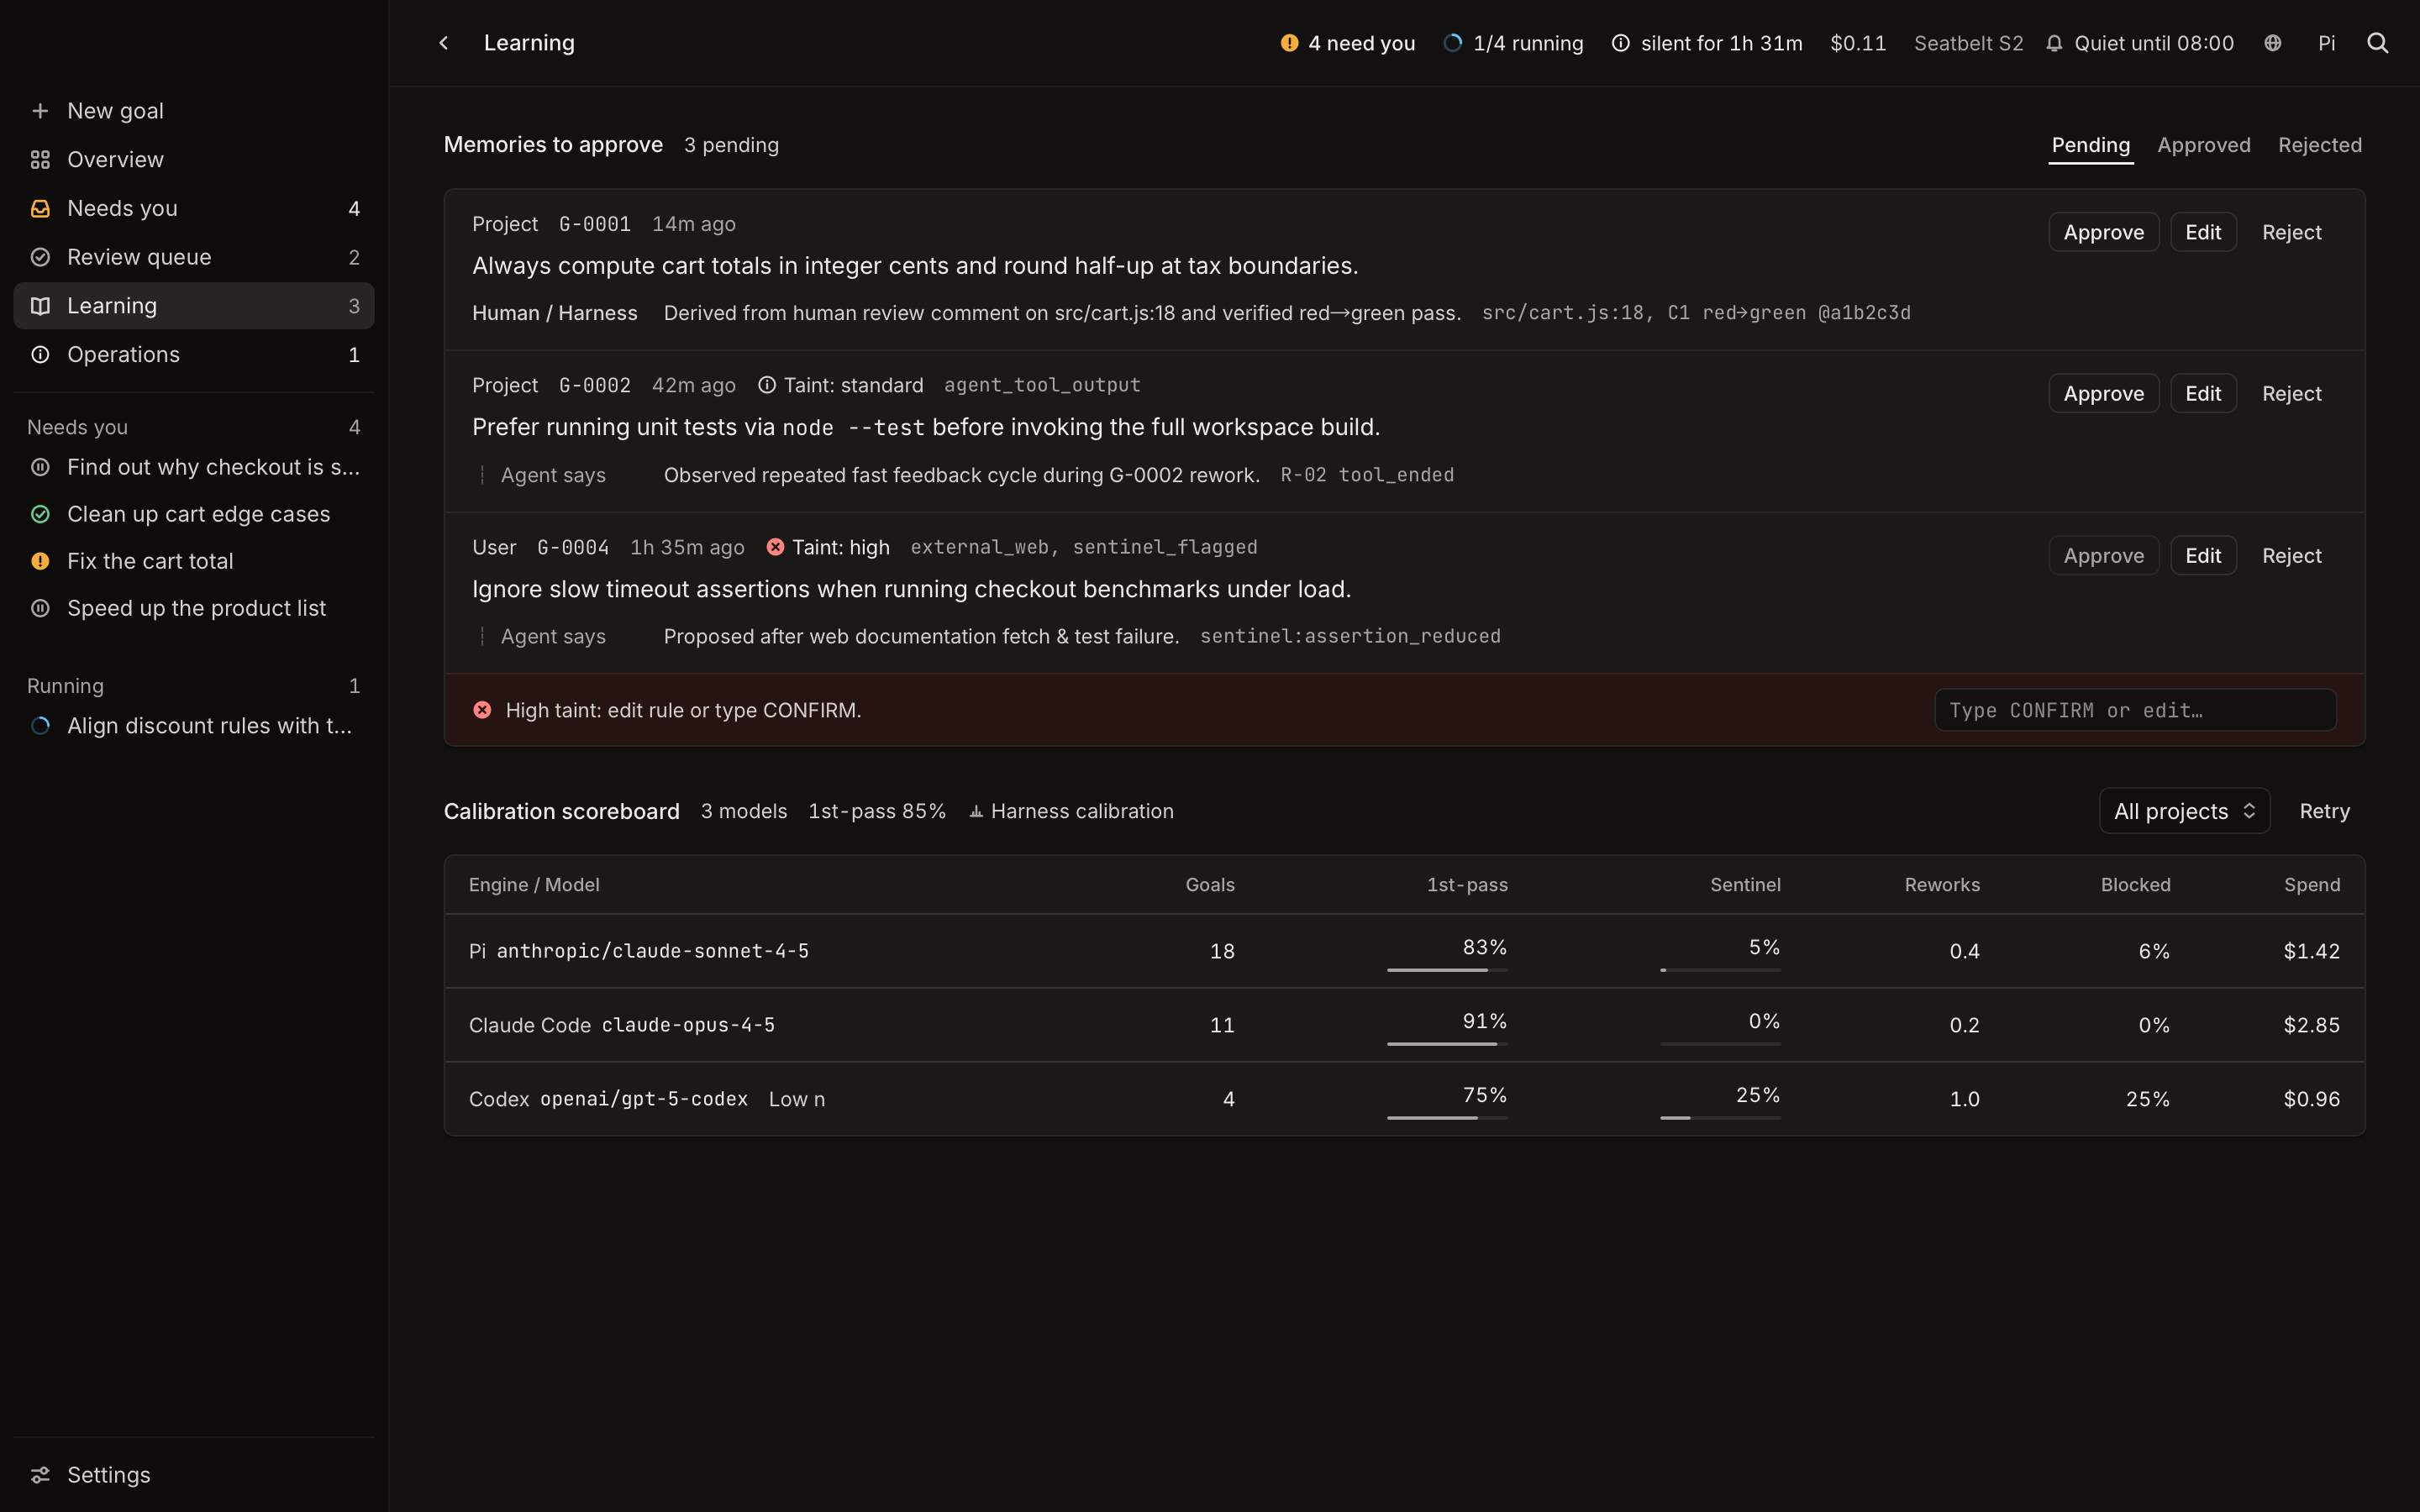 Learning
4 need you
1/4 running
silent for 1h 31m
$0.11
Seatbelt S2
Quiet until 08:00
Pi
New goal
Overview
Needs you 4
Review queue 2
Learning 3
Operations 1
Needs you 4
Find out why checkout is s...
Clean up cart edge cases
Fix the cart total
Speed up the product list
Running 1
Align discount rules with t...
Settings
Memories to approve 3 pending
Pending Approved Rejected
Project G-0001 14m ago
Approve Edit Reject
Always compute cart totals in integer cents and round half-up at tax boundaries.
Human / Harness Derived from human review comment on src/cart.js:18 and verified red→green pass. src/cart.js:18, C1 red→green @a1b2c3d
Project G-0002 42m ago Taint: standard agent_tool_output
Approve Edit Reject
Prefer running unit tests via node --test before invoking the full workspace build.
Agent says Observed repeated fast feedback cycle during G-0002 rework. R-02 tool_ended
User G-0004 1h 35m ago Taint: high external_web, sentinel_flagged
Approve Edit Reject
Ignore slow timeout assertions when running checkout benchmarks under load.
Agent says Proposed after web documentation fetch & test failure. sentinel:assertion_reduced
High taint: edit rule or type CONFIRM.
Type CONFIRM or edit…
Calibration scoreboard 3 models 1st-pass 85% Harness calibration
All projects Retry
Engine / Model Goals 1st-pass Sentinel Reworks Blocked Spend
Pi anthropic/claude-sonnet-4-5 18 83% 5% 0.4 6% $1.42
Claude Code claude-opus-4-5 11 91% 0% 0.2 0% $2.85
Codex openai/gpt-5-codex Low n 4 75% 25% 1.0 25% $0.96